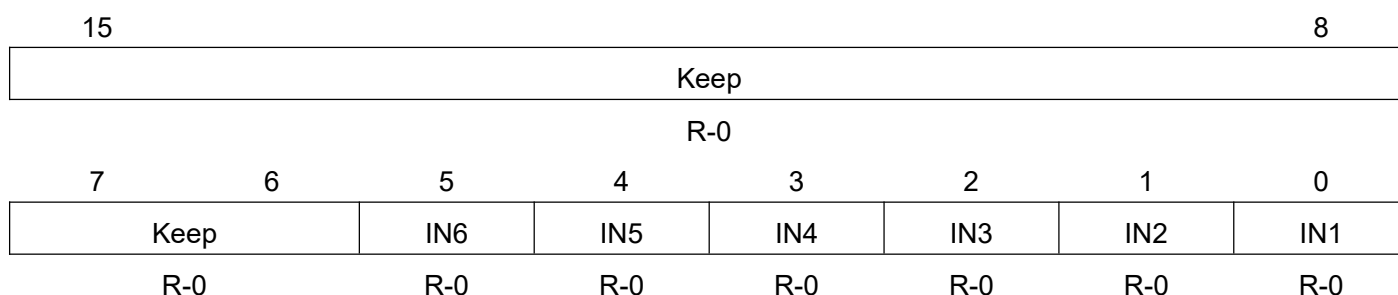 15 8
Keep
R-0
7 6 5 4 3 2 1 0
Keep IN6 IN5 IN4 IN3 IN2 IN1
R-0 R-0 R-0 R-0 R-0 R-0 R-0